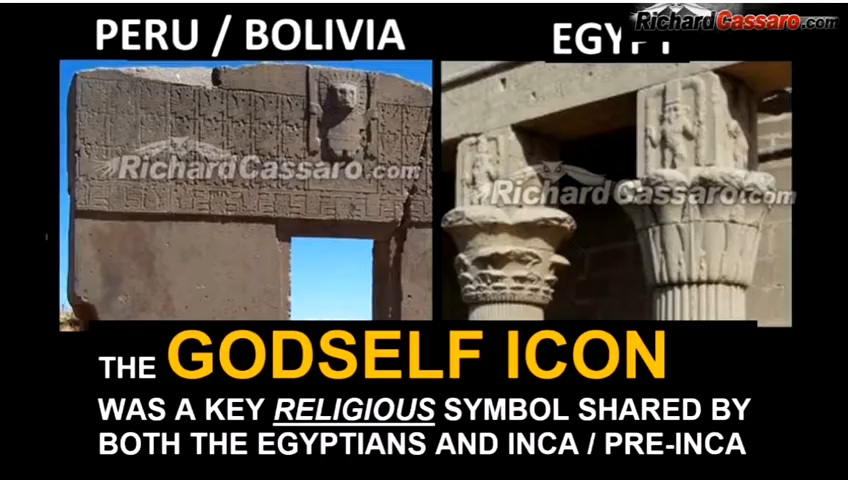 PERU / BOLIVIA
EGYPT
RichardCassaro.com
RichardCassaro.com
RichardCassaro.com
THE GODSELF ICON
WAS A KEY RELIGIOUS SYMBOL SHARED BY
BOTH THE EGYPTIANS AND INCA / PRE-INCA